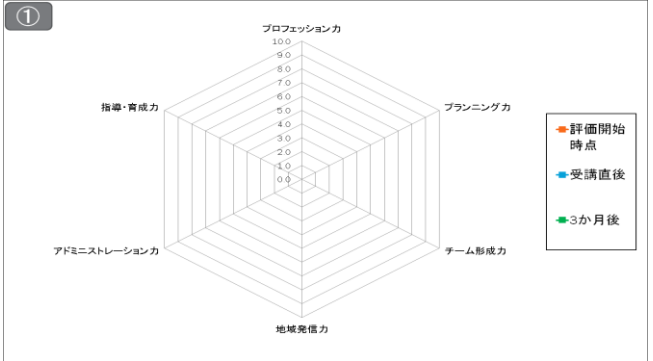 ①
プロフェッション力
10.0
9.0
8.0
7.0
6.0
5.0
4.0
3.0
2.0
1.0
0.0
指導・育成力
プランニング力
アドミニストレーション力
チーム形成力
地域発信力
評価開始
時点
受講直後
3か月後